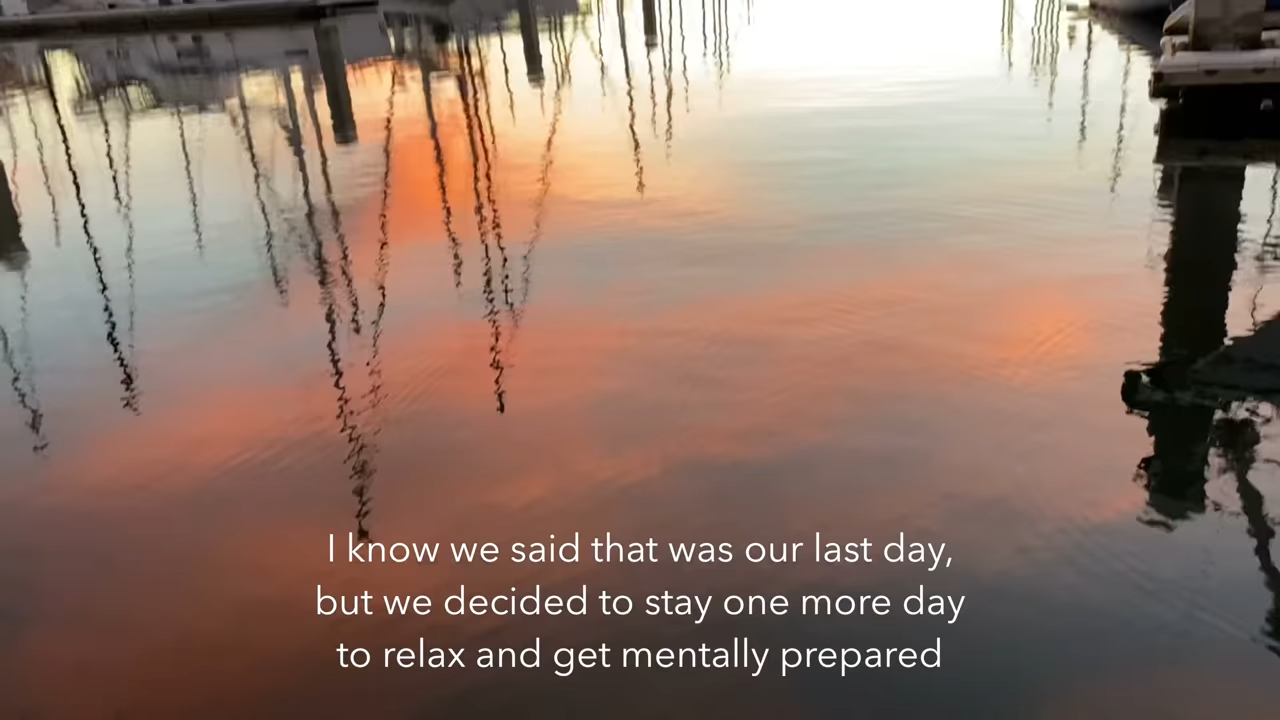 I know we said that was our last day,
but we decided to stay one more day
to relax and get mentally prepared